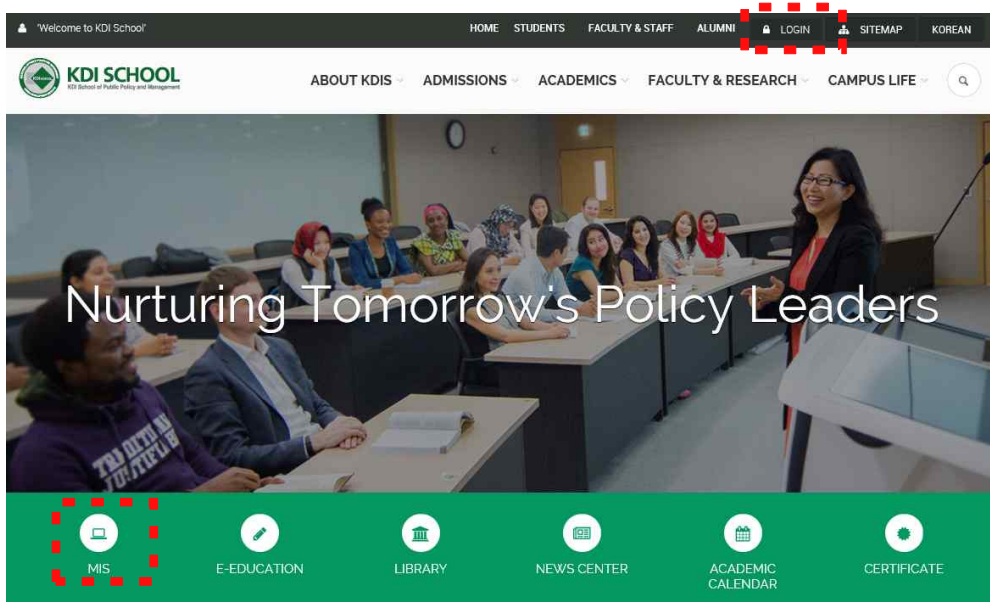 'Welcome to KDI School'
HOME STUDENTS FACULTY & STAFF ALUMNI LOGIN SITEMAP KOREAN
KDI SCHOOL
KDI School of Public Policy and Management
ABOUT KDIS ADMISSIONS ACADEMICS FACULTY & RESEARCH CAMPUS LIFE
Nurturing Tomorrow's Policy Leaders
MIS E-EDUCATION LIBRARY NEWS CENTER ACADEMIC CALENDAR CERTIFICATE